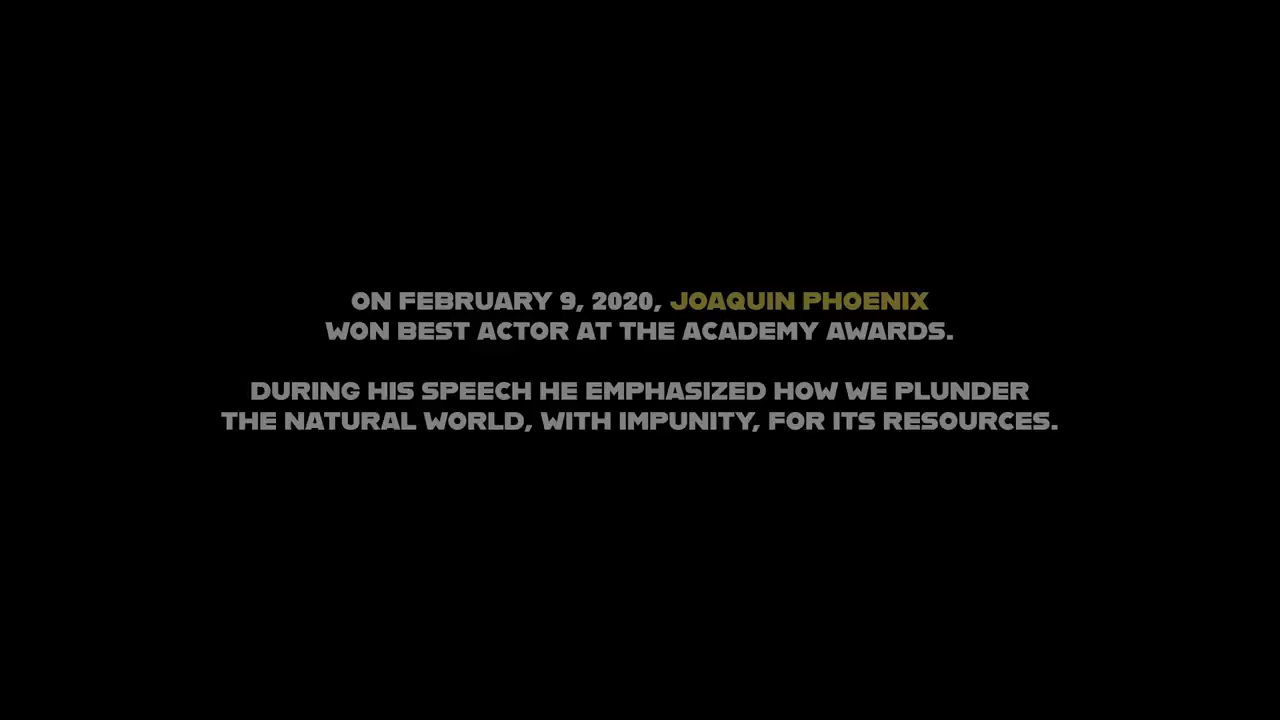 ON FEBRUARY 9, 2020, JOAQUIN PHOENIX
WON BEST ACTOR AT THE ACADEMY AWARDS.
DURING HIS SPEECH HE EMPHASIZED HOW WE PLUNDER
THE NATURAL WORLD, WITH IMPUNITY, FOR ITS RESOURCES.